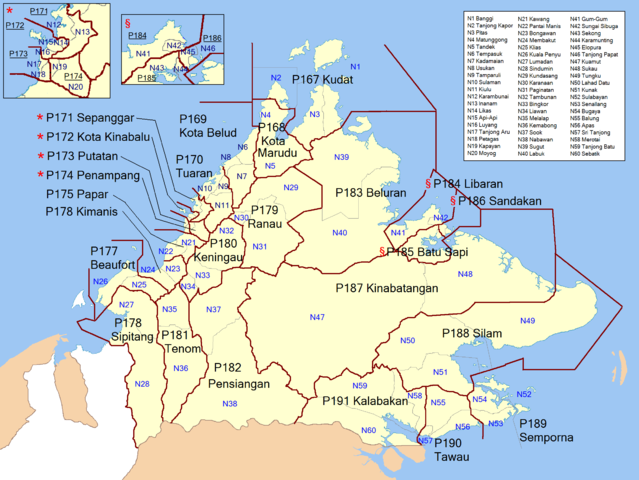 * P171
P172 N12
N13
N15 N14
N16
P173
N17 N19
N18 P174
N20
§
P184 P186
N42
N41 N45 N46
N43 N44
P185
N1 Banggi
N2 Tanjong Kapor
N3 Pitas
N4 Matunggong
N5 Tandek
N6 Tempasuk
N7 Kadamaian
N8 Usukan
N9 Tamparuli
N10 Sulaman
N11 Kiulu
N12 Karambunai
N13 Inanam
N14 Likas
N15 Api-Api
N16 Luyang
N17 Tanjong Aru
N18 Petagas
N19 Kapayan
N20 Moyog
N21 Kawang
N22 Pantai Manis
N23 Bongawan
N24 Membakut
N25 Klias
N26 Kuala Penyu
N27 Lumadan
N28 Sindumin
N29 Kundasang
N30 Karanaan
N31 Paginatan
N32 Tambunan
N33 Bingkor
N34 Liawan
N35 Melalap
N36 Kemabong
N37 Sook
N38 Nabawan
N39 Sugut
N40 Labuk
N41 Gum-Gum
N42 Sungai Sibuga
N43 Sekong
N44 Karamunting
N45 Elopura
N46 Tanjong Papat
N47 Kuamut
N48 Sukau
N49 Tungku
N50 Lahad Datu
N51 Kunak
N52 Sulabayan
N53 Senallang
N54 Bugaya
N55 Balung
N56 Apas
N57 Sri Tanjong
N58 Merotai
N59 Tanjong Batu
N60 Sebatik
N1
N2 P167 Kudat
* P171 Sepanggar
* P172 Kota Kinabalu
* P173 Putatan
* P174 Penampang
P175 Papar
P178 Kimanis
P169
Kota Belud
N4 N3
P168
Kota
Marudu
N8 N6
N5
N39
P170
Tuaran
N7
N9
N10
N11
N29
P183 Beluran
§ P184 Libaran
§ P186 Sandakan
P179
Ranau
N30
N32
N31
N40
N41 N42
§ P185 Batu Sapi
P177
Beaufort
N21
N22
N23
N24
N25
N26
P180
Keningau
N33
N34
N48
P187 Kinabatangan
N27
N35
N37
N47
P178
Sipitang
P181
Tenom
N49
P188 Silam
N50
N36
P182
Pensiangan
N28
N38
N51
N59
P191 Kalabakan
N58
N55
N54
N52
N53
N56
P189
Semporna
N60
N57 P190
Tawau